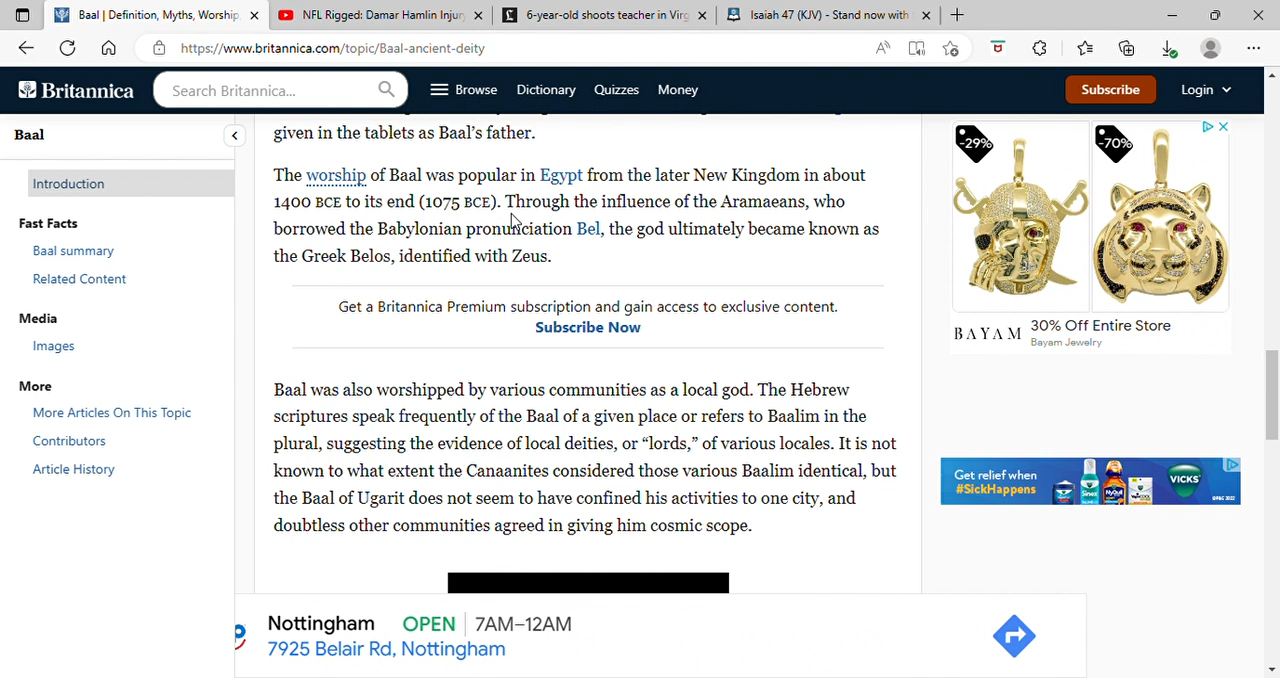 Baal | Definition, Myths, Worship,
NFL Rigged: Damar Hamlin Injur
6-year-old shoots teacher in Virg
Isaiah 47 (KJV) - Stand now with
https://www.britannica.com/topic/Baal-ancient-deity
Britannica
Search Britannica...
Browse
Dictionary
Quizzes
Money
Subscribe
Login
Baal
Introduction
Fast Facts
Baal summary
Related Content
Media
Images
More
More Articles On This Topic
Contributors
Article History
given in the tablets as Baal's father.
The worship of Baal was popular in Egypt from the later New Kingdom in about
1400 BCE to its end (1075 BCE). Through the influence of the Aramaeans, who
borrowed the Babylonian pronunciation Bel, the god ultimately became known as
the Greek Belos, identified with Zeus.
Get a Britannica Premium subscription and gain access to exclusive content.
Subscribe Now
Baal was also worshipped by various communities as a local god. The Hebrew
scriptures speak frequently of the Baal of a given place or refers to Baalim in the
plural, suggesting the evidence of local deities, or “lords,” of various locales. It is not
known to what extent the Canaanites considered those various Baalim identical, but
the Baal of Ugarit does not seem to have confined his activities to one city, and
doubtless other communities agreed in giving him cosmic scope.
-29%
-70%
BAYAM
30% Off Entire Store
Bayam Jewelry
Get relief when
#SickHappens
Sinex
NyQuil
VICKS
©P&G 2022
Nottingham OPEN 7AM–12AM
7925 Belair Rd, Nottingham